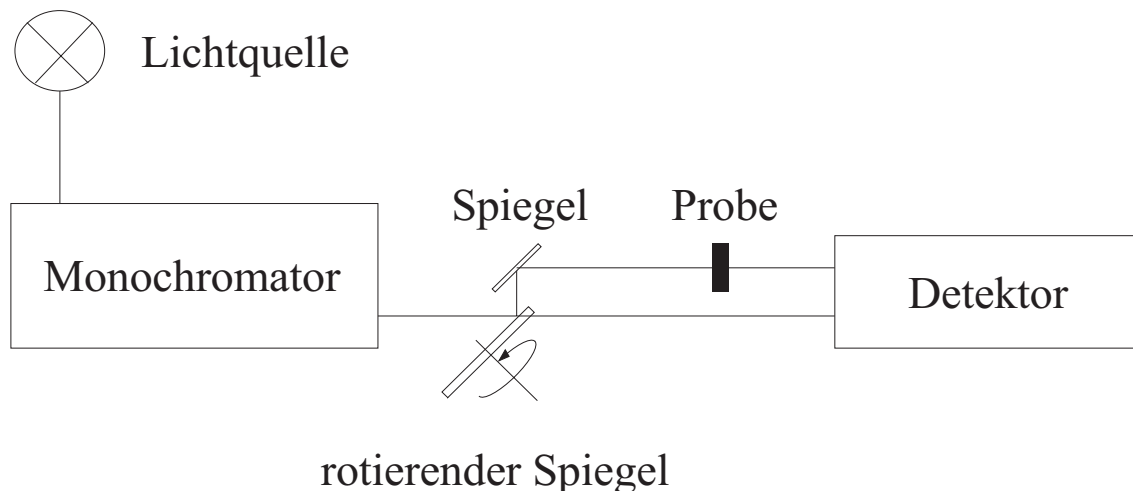 Lichtquelle
Spiegel
Probe
Monochromator
Detektor
rotierender Spiegel